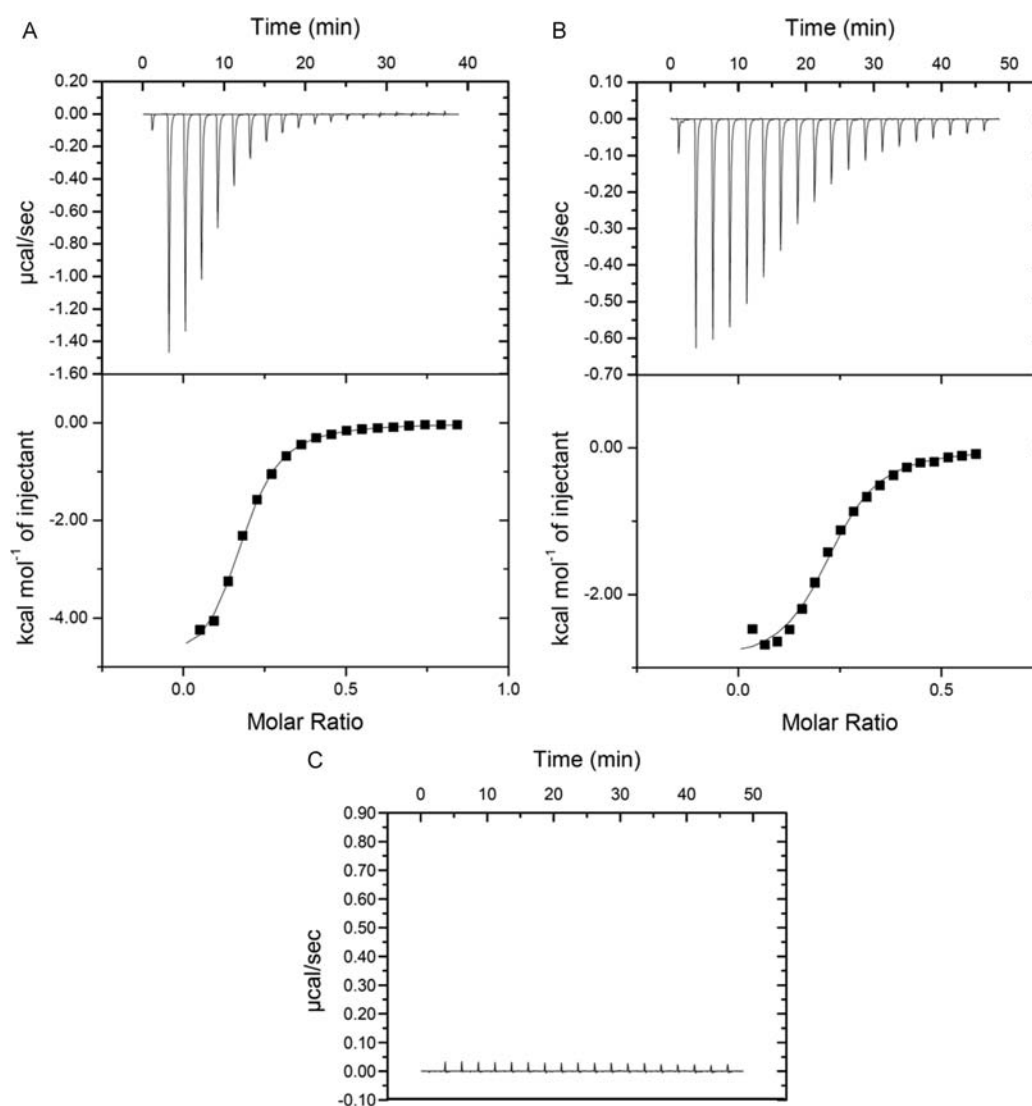 A
Time (min)
0 10 20 30 40
0.20
0.00
-0.20
-0.40
-0.60
-0.80
-1.00
-1.20
-1.40
-1.60
µcal/sec
0.00
-2.00
-4.00
kcal mol⁻¹ of injectant
0.0 0.5 1.0
Molar Ratio
B
Time (min)
0 10 20 30 40 50
0.10
0.00
-0.10
-0.20
-0.30
-0.40
-0.50
-0.60
-0.70
µcal/sec
0.00
-2.00
kcal mol⁻¹ of injectant
0.0 0.5
Molar Ratio
C
Time (min)
0 10 20 30 40 50
0.90
0.80
0.70
0.60
0.50
0.40
0.30
0.20
0.10
0.00
-0.10
µcal/sec